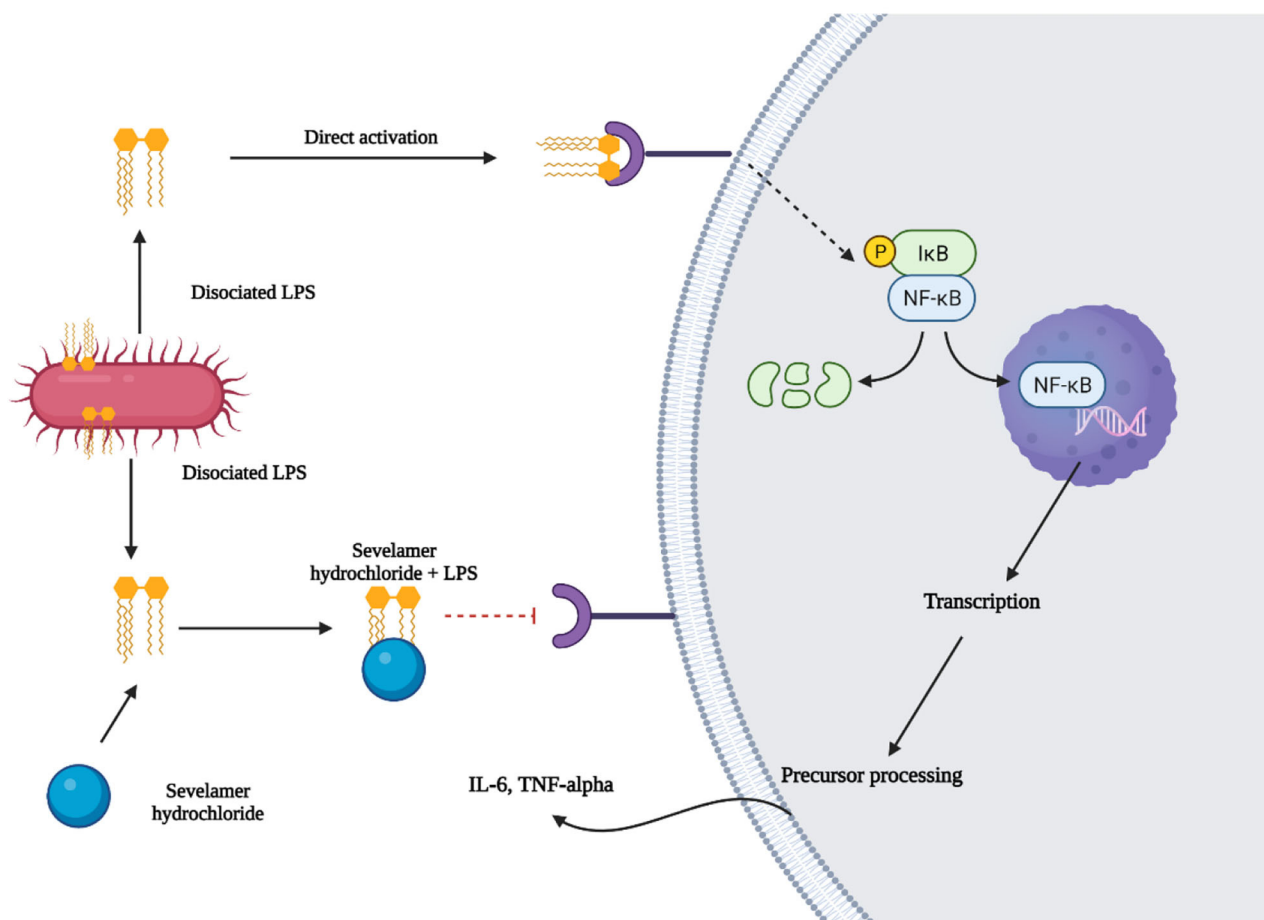 Direct activation
Disociated LPS
P
IκB
NF-κB
NF-κB
Disociated LPS
Sevelamer
hydrochloride + LPS
Transcription
Precursor processing
IL-6, TNF-alpha
Sevelamer
hydrochloride